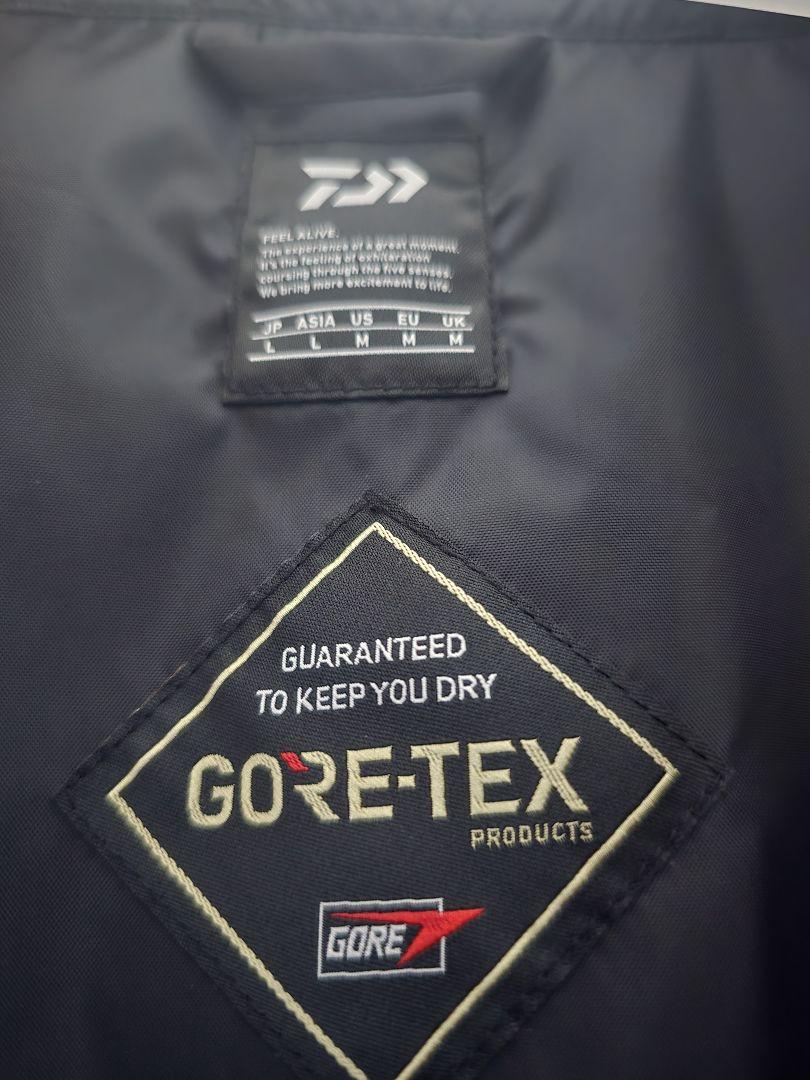 FEEL ALIVE.
The experience of a great moment.
It's the feeling of exhilaration
coursing through the five senses.
We bring more excitement to life.
JP ASIA US EU UK
L L M M M
GUARANTEED
TO KEEP YOU DRY
GORE-TEX
PRODUCTS
GORE